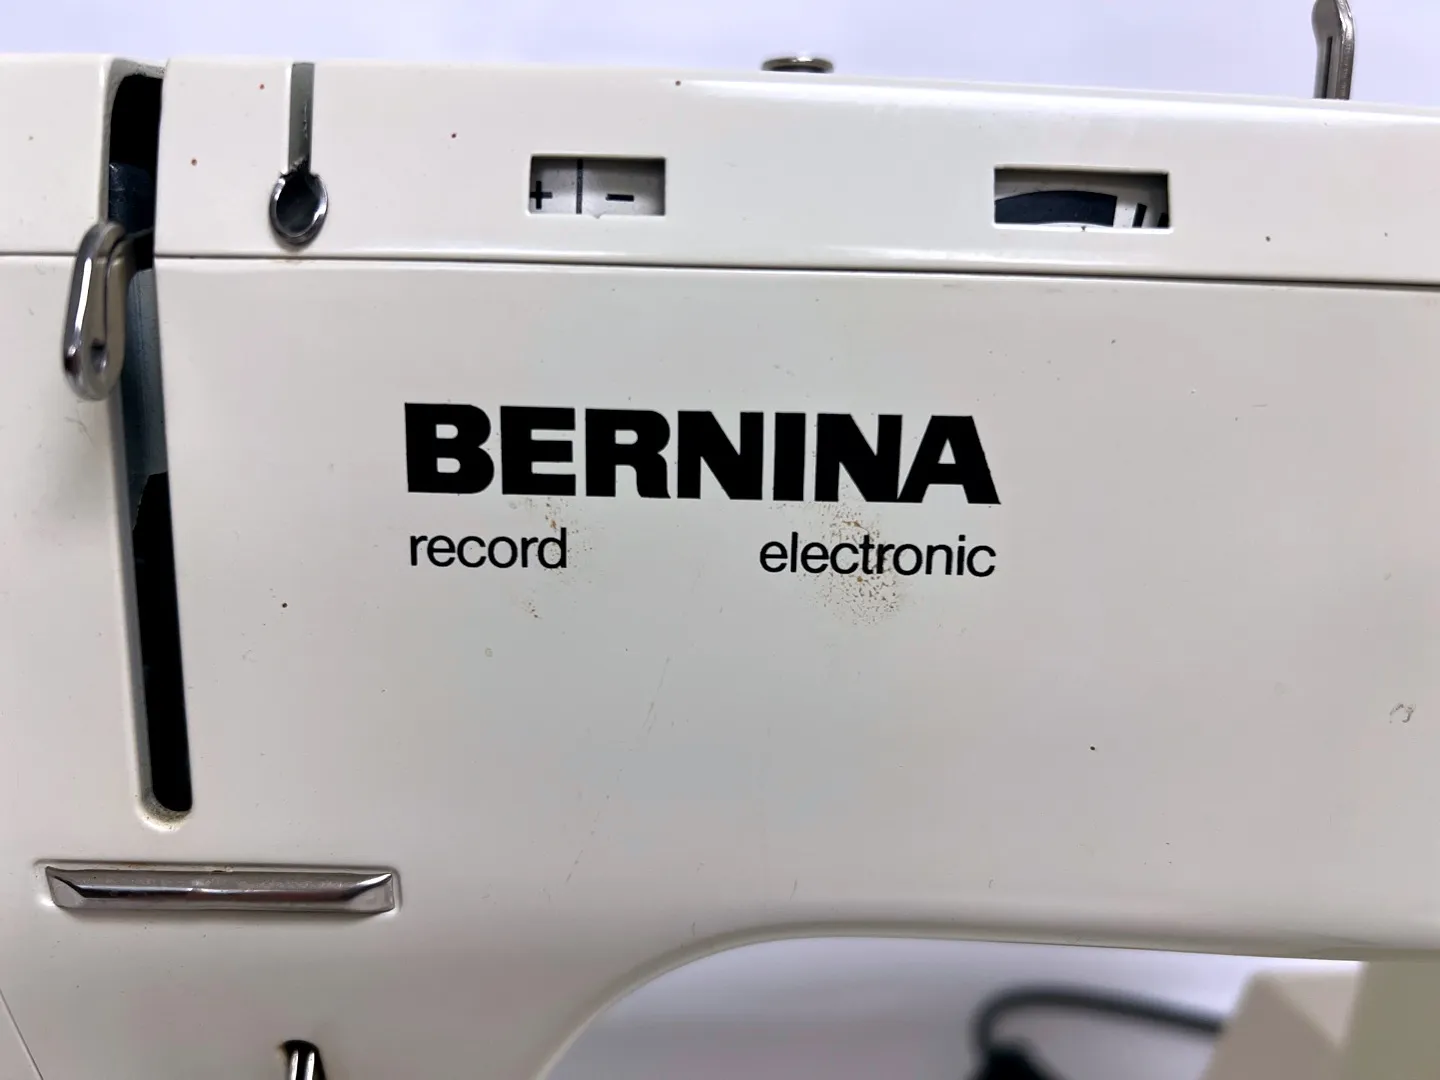 + -
BERNINA
record electronic